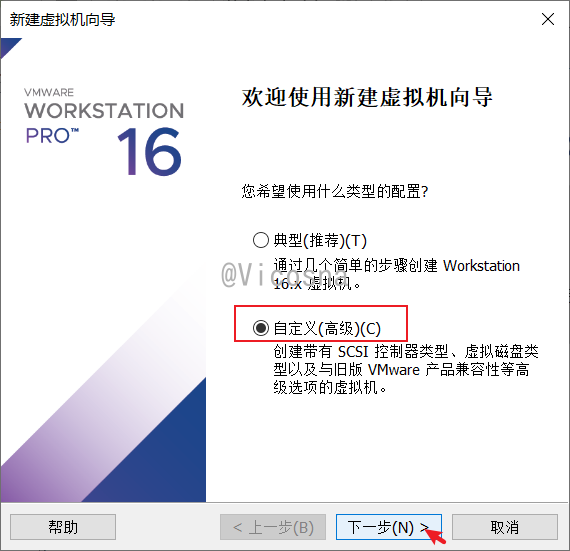 新建虚拟机向导
VMWARE
WORKSTATION
PRO™ 16
欢迎使用新建虚拟机向导
您希望使用什么类型的配置?
典型(推荐)(T)
通过几个简单的步骤创建 Workstation
16.x 虚拟机。
@Vicosna
自定义(高级)(C)
创建带有 SCSI 控制器类型、虚拟磁盘类
型以及与旧版 VMware 产品兼容性等高
级选项的虚拟机。
帮助
< 上一步(B)
下一步(N) >
取消